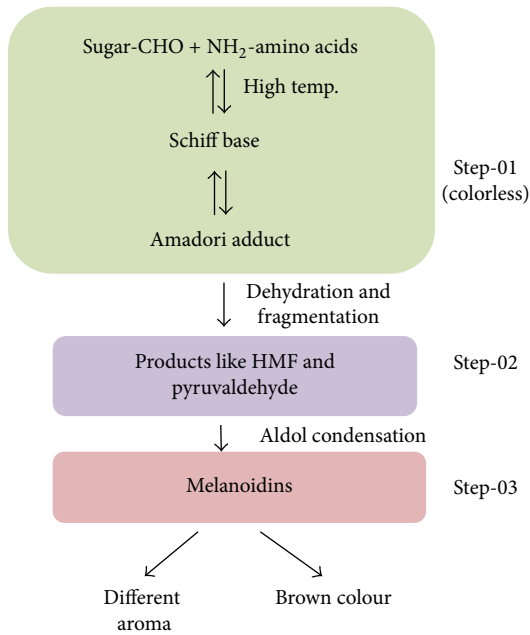 Sugar-CHO + NH₂-amino acids
High temp.
Schiff base
Step-01
(colorless)
Amadori adduct
Dehydration and
fragmentation
Products like HMF and
pyruvaldehyde
Step-02
Aldol condensation
Melanoidins
Step-03
Different
aroma
Brown colour